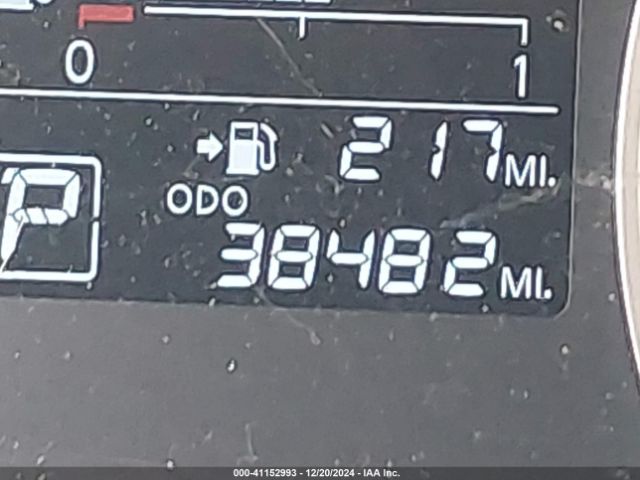 0 1
217 MI.
ODO
P 38482 MI.
000-41152993 - 12/20/2024 - IAA Inc.